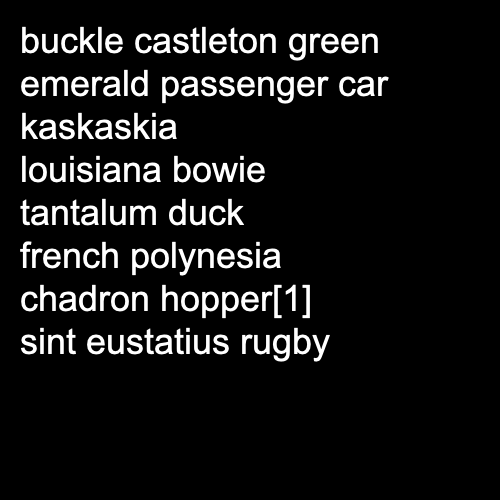 buckle castleton green
emerald passenger car
kaskaskia
louisiana bowie
tantalum duck
french polynesia
chadron hopper[1]
sint eustatius rugby